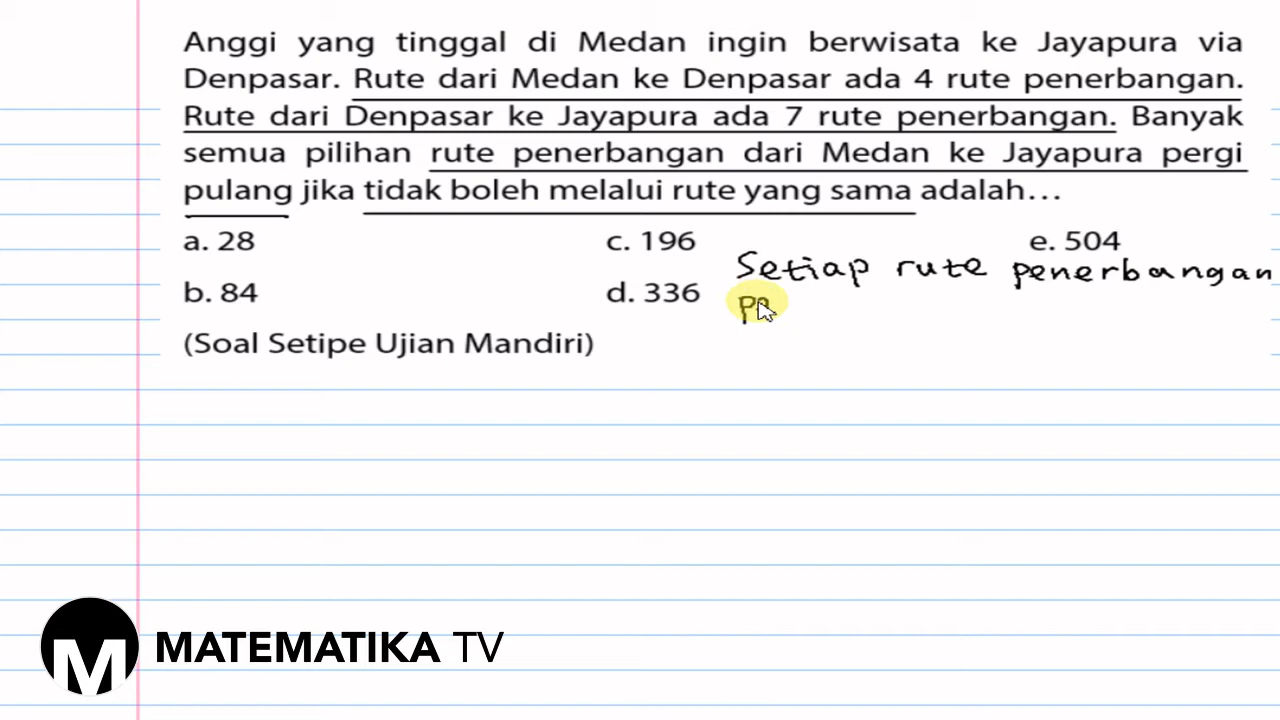 Anggi yang tinggal di Medan ingin berwisata ke Jayapura via
Denpasar. Rute dari Medan ke Denpasar ada 4 rute penerbangan.
Rute dari Denpasar ke Jayapura ada 7 rute penerbangan. Banyak
semua pilihan rute penerbangan dari Medan ke Jayapura pergi
pulang jika tidak boleh melalui rute yang sama adalah...
a. 28 c. 196 e. 504
Setiap rute penerbangan
b. 84 d. 336
(Soal Setipe Ujian Mandiri)
M MATEMATIKA TV